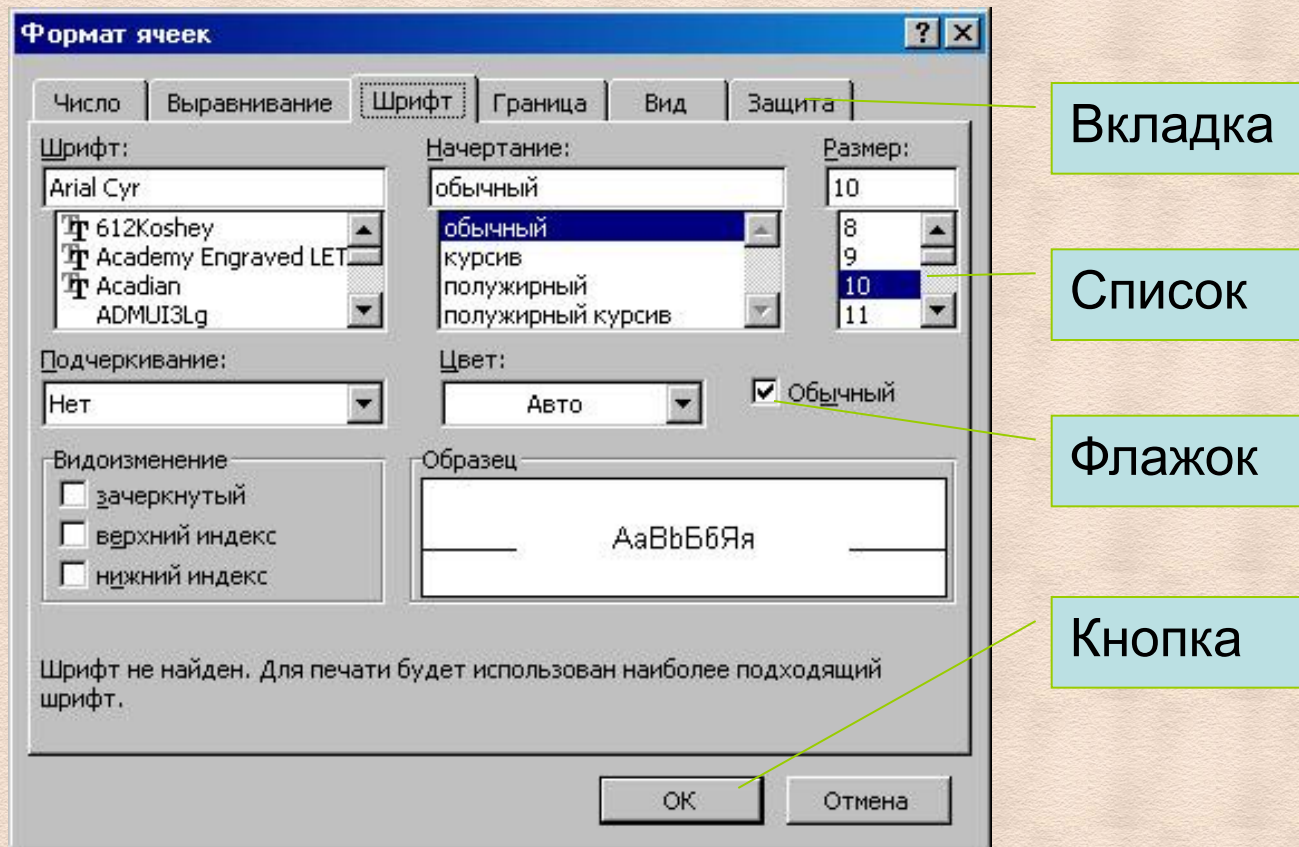 Формат ячеек
Число Выравнивание Шрифт Граница Вид Защита
Шрифт: Начертание: Размер:
Arial Cyr обычный 10
612Koshey обычный 8
Academy Engraved LET курсив 9
Acadian полужирный 10
ADMUI3Lg полужирный курсив 11
Подчеркивание: Цвет:
Нет Авто Обычный
Видоизменение Образец
зачеркнутый
верхний индекс
нижний индекс
АаВbБбЯя
Шрифт не найден. Для печати будет использован наиболее подходящий
шрифт.
ОК Отмена
Вкладка
Список
Флажок
Кнопка